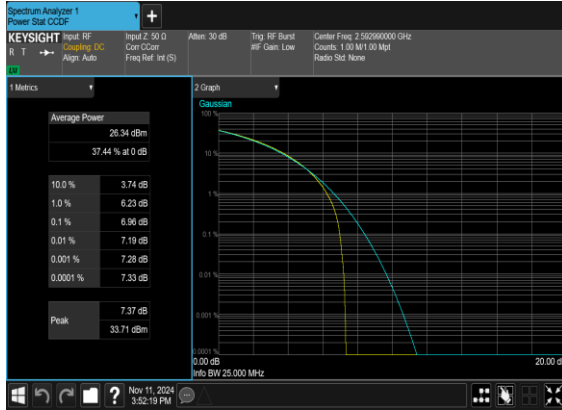 Spectrum Analyzer 1
Power Stat CCDF
+
KEYSIGHT
R T
Input: RF
Coupling: DC
Align: Auto
Input Z: 50 Ω
Corr CCorr
Freq Ref: Int (S)
Atten: 30 dB
Trig: RF Burst
#IF Gain: Low
Center Freq: 2.592990000 GHz
Counts: 1.00 M/1.00 Mpt
Radio Std: None
1 Metrics
Average Power
26.34 dBm
37.44 % at 0 dB
10.0 % 3.74 dB
1.0 % 6.23 dB
0.1 % 6.96 dB
0.01 % 7.19 dB
0.001 % 7.28 dB
0.0001 % 7.33 dB
Peak
7.37 dB
33.71 dBm
2 Graph
Gaussian
100 %
10 %
1 %
0.1 %
0.01 %
0.001 %
0.0001 %
0.00 dB
20.00 d
Info BW 25.000 MHz
?
Nov 11, 2024
3:52:19 PM